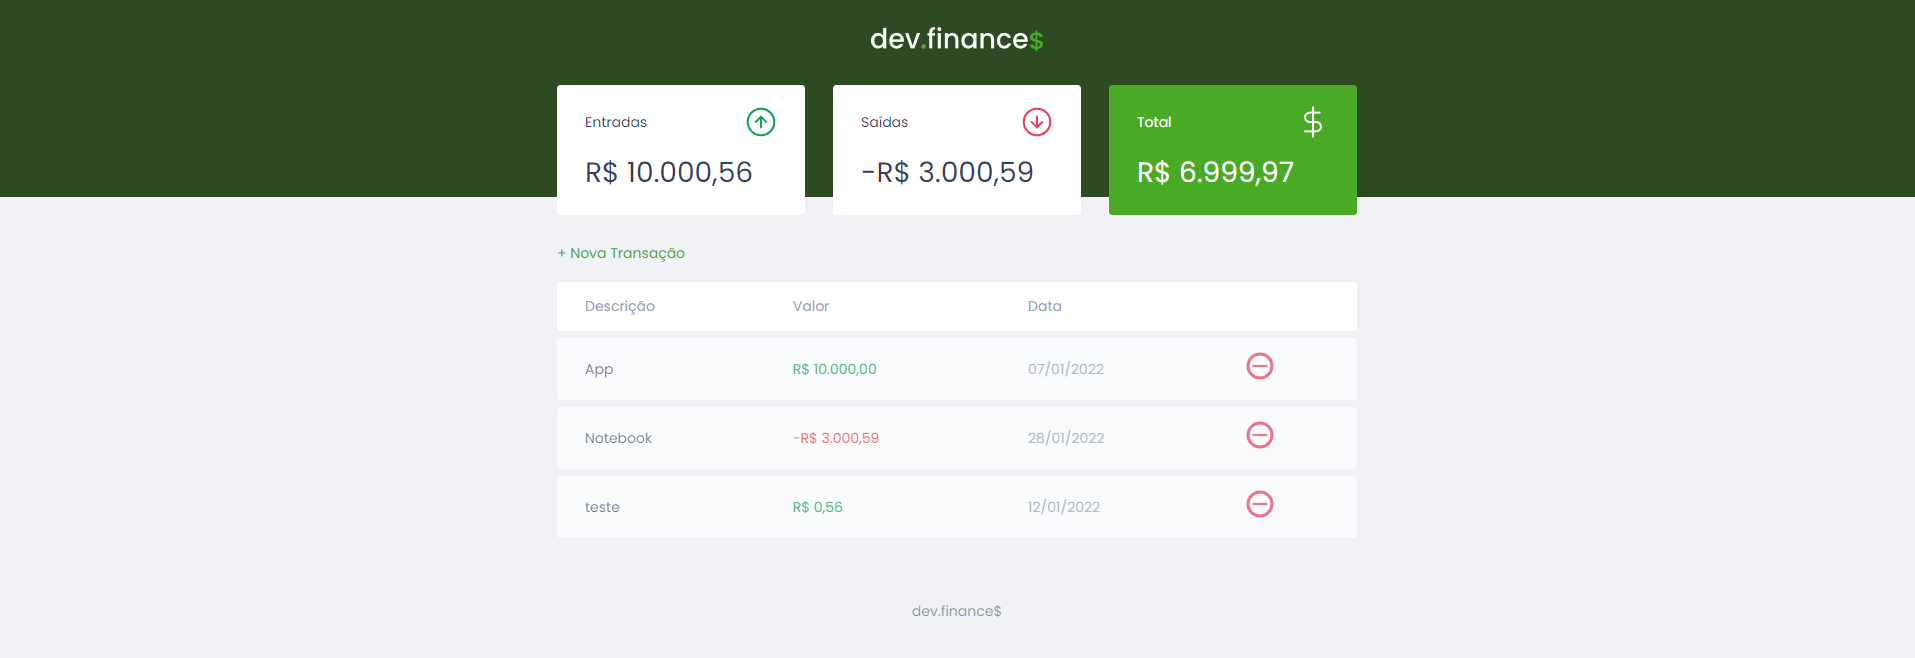 dev.finance$
Entradas
R$ 10.000,56
Saídas
-R$ 3.000,59
Total
$
R$ 6.999,97
+ Nova Transação
Descrição Valor Data
App R$ 10.000,00 07/01/2022
Notebook -R$ 3.000,59 28/01/2022
teste R$ 0,56 12/01/2022
dev.finance$